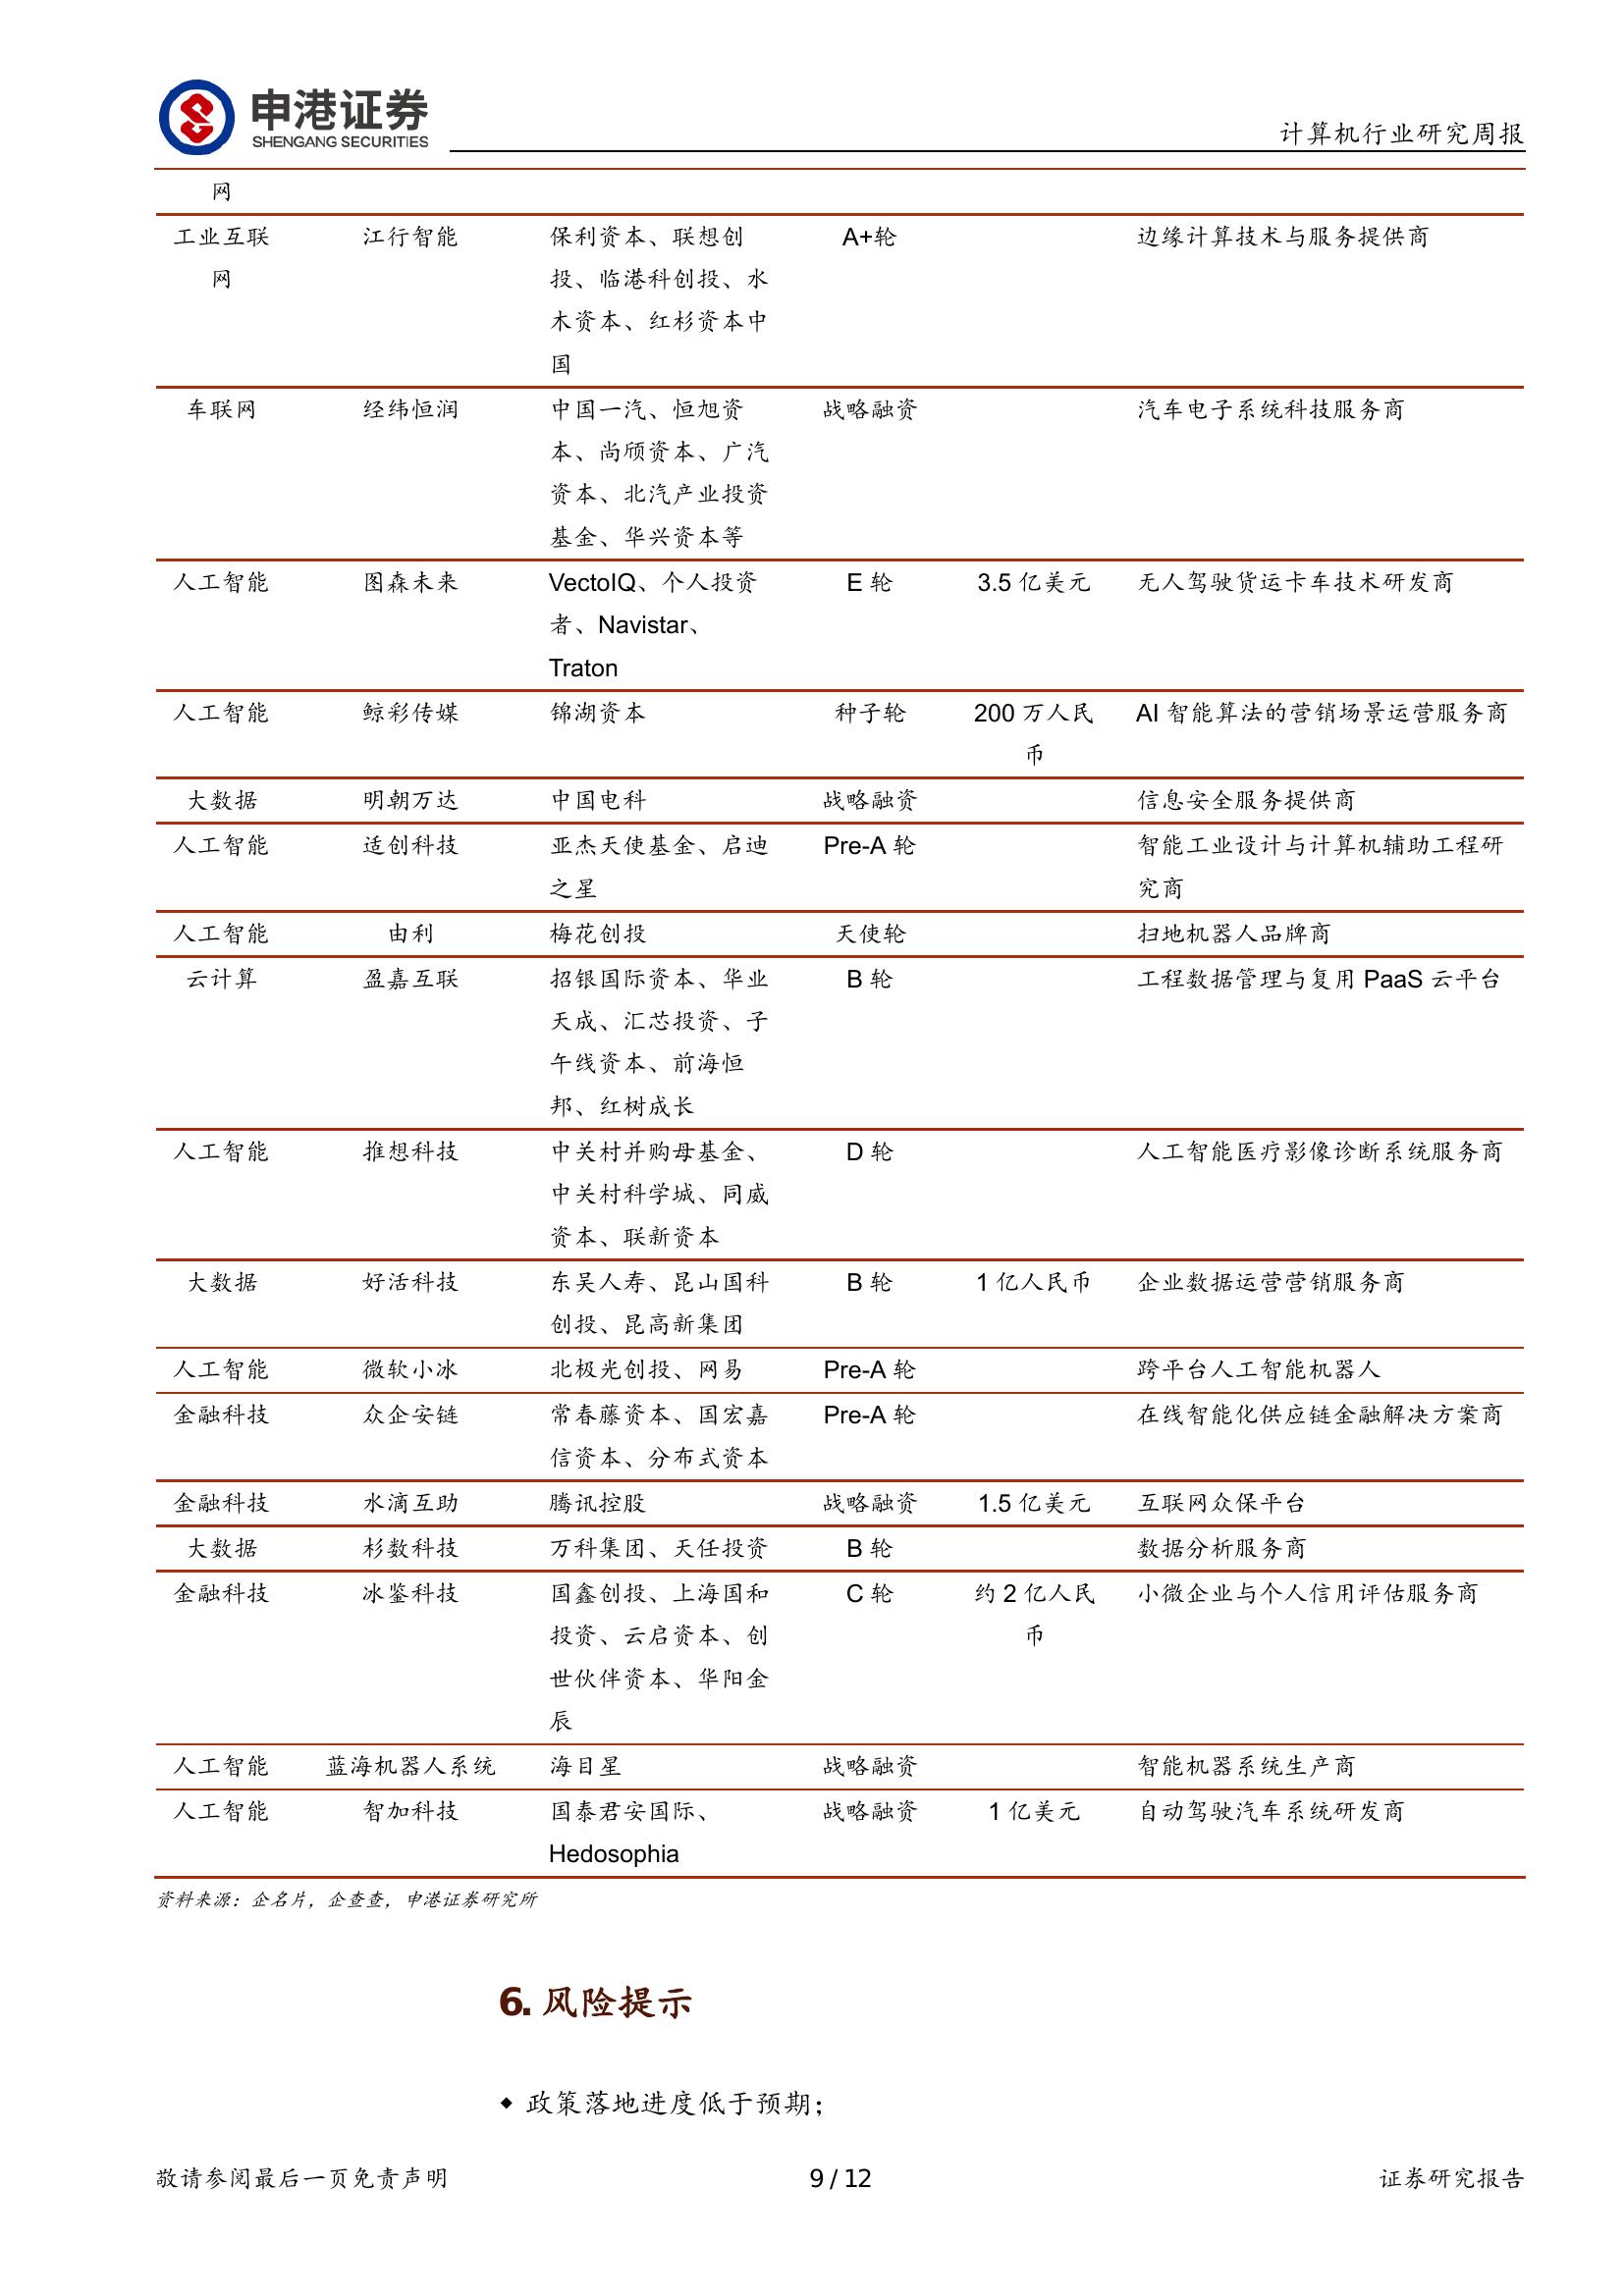 申港证券
SHENGANG SECURITIES
计算机行业研究周报
网
工业互联 江行智能 保利资本、联想创 A+轮 边缘计算技术与服务提供商
网 投、临港科创投、水
木资本、红杉资本中
国
车联网 经纬恒润 中国一汽、恒旭资 战略融资 汽车电子系统科技服务商
本、尚颀资本、广汽
资本、北汽产业投资
基金、华兴资本等
人工智能 图森未来 VectoIQ、个人投资 E 轮 3.5 亿美元 无人驾驶货运卡车技术研发商
者、Navistar、
Traton
人工智能 鲸彩传媒 锦湖资本 种子轮 200 万人民 AI 智能算法的营销场景运营服务商
币
大数据 明朝万达 中国电科 战略融资 信息安全服务提供商
人工智能 适创科技 亚杰天使基金、启迪 Pre-A 轮 智能工业设计与计算机辅助工程研
之星 究商
人工智能 由利 梅花创投 天使轮 扫地机器人品牌商
云计算 盈嘉互联 招银国际资本、华业 B 轮 工程数据管理与复用 PaaS 云平台
天成、汇芯投资、子
午线资本、前海恒
邦、红树成长
人工智能 推想科技 中关村并购母基金、 D 轮 人工智能医疗影像诊断系统服务商
中关村科学城、同威
资本、联新资本
大数据 好活科技 东吴人寿、昆山国科 B 轮 1 亿人民币 企业数据运营营销服务商
创投、昆高新集团
人工智能 微软小冰 北极光创投、网易 Pre-A 轮 跨平台人工智能机器人
金融科技 众企安链 常春藤资本、国宏嘉 Pre-A 轮 在线智能化供应链金融解决方案商
信资本、分布式资本
金融科技 水滴互助 腾讯控股 战略融资 1.5 亿美元 互联网众保平台
大数据 杉数科技 万科集团、天任投资 B 轮 数据分析服务商
金融科技 冰鉴科技 国鑫创投、上海国和 C 轮 约 2 亿人民 小微企业与个人信用评估服务商
投资、云启资本、创 币
世伙伴资本、华阳金
辰
人工智能 蓝海机器人系统 海目星 战略融资 智能机器系统生产商
人工智能 智加科技 国泰君安国际、 战略融资 1 亿美元 自动驾驶汽车系统研发商
Hedosophia
资料来源：企名片，企查查，申港证券研究所
6. 风险提示
◆ 政策落地进度低于预期；
敬请参阅最后一页免责声明 9 / 12 证券研究报告